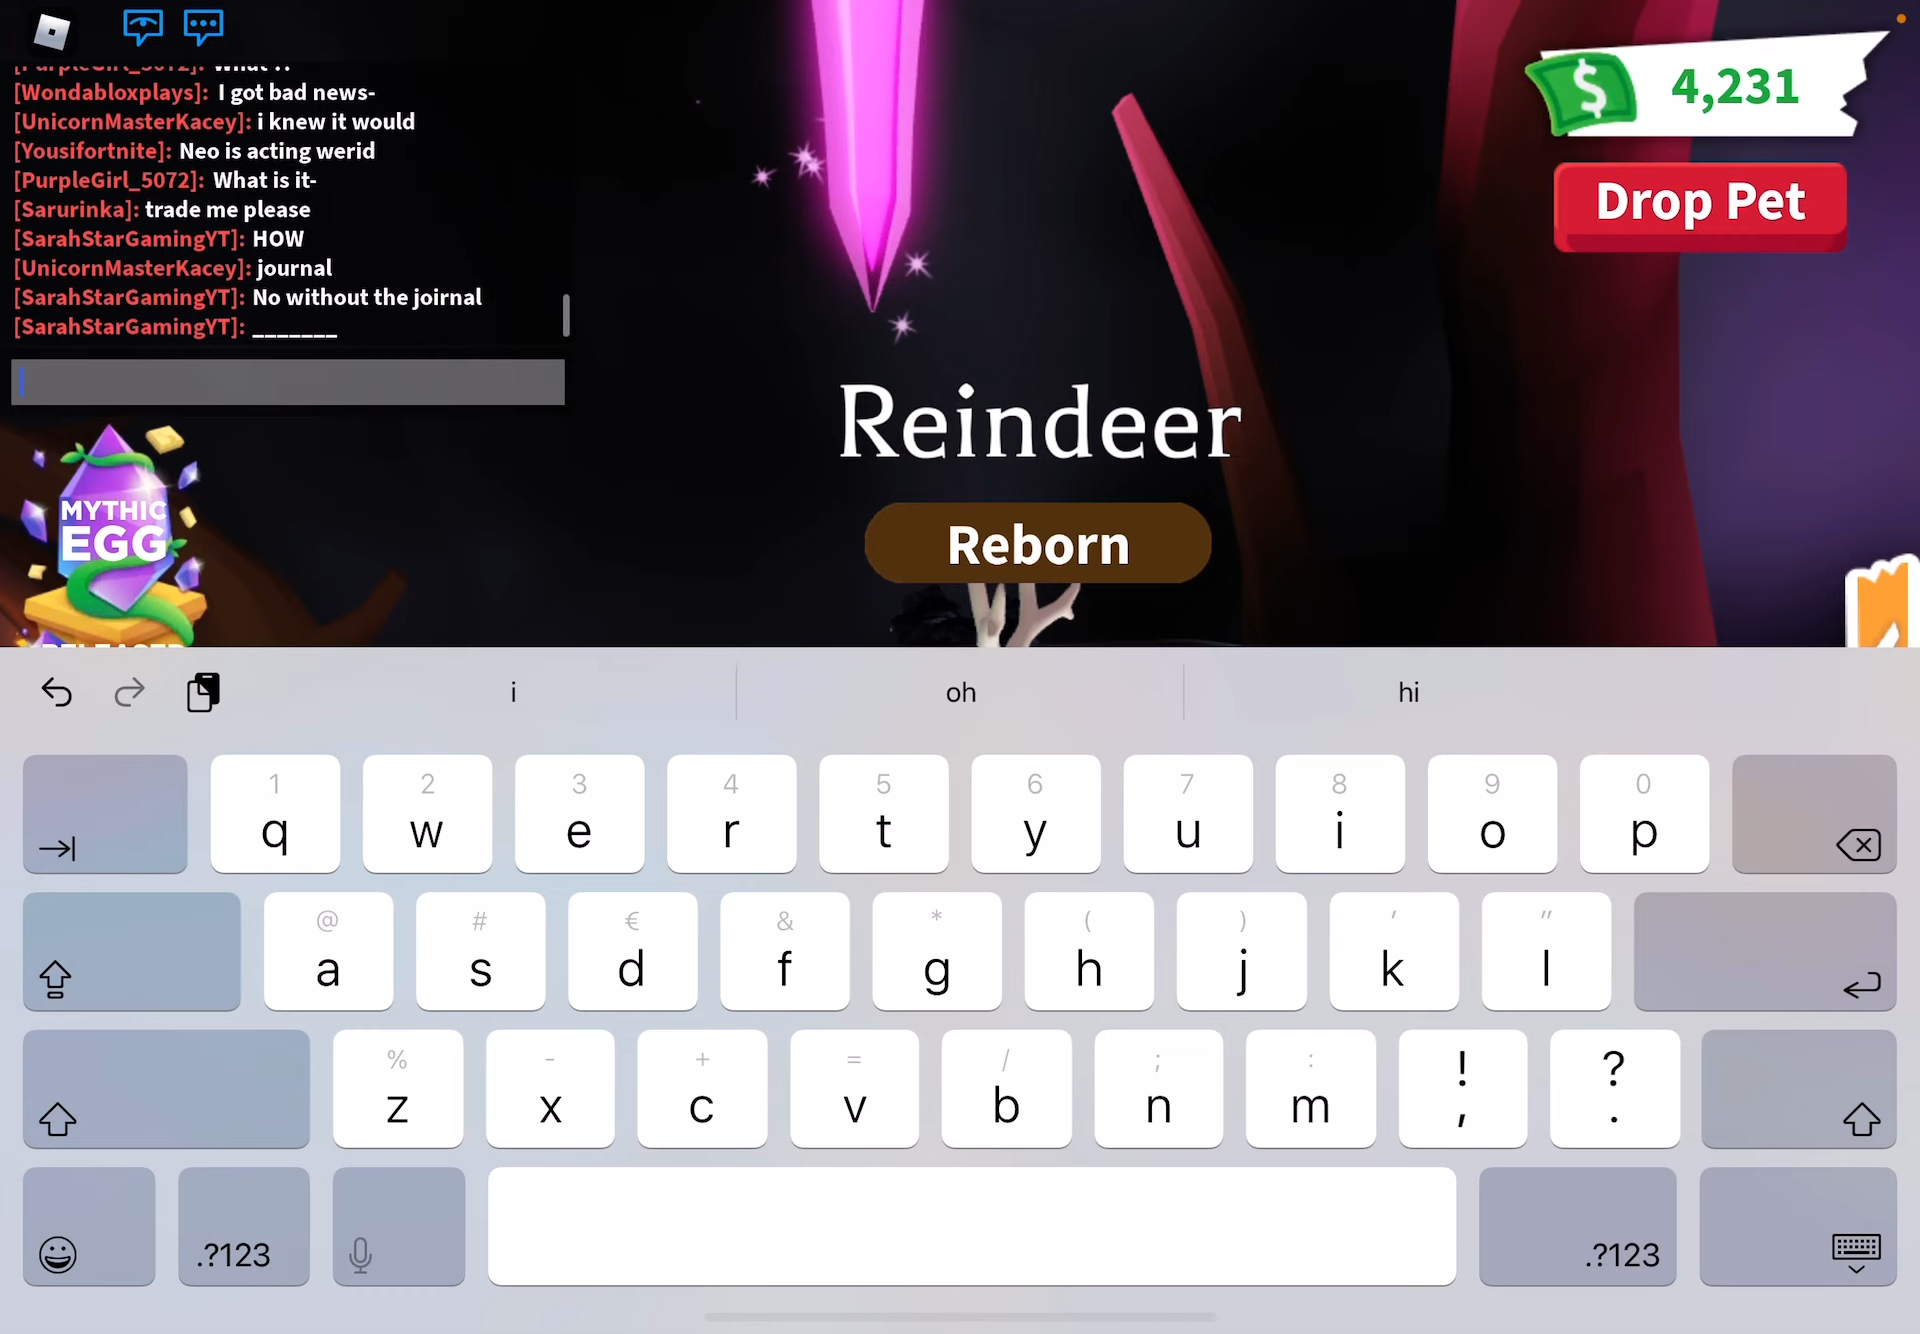 [PurpleGirl_5072]: What ?!
[Wondabloxplays]: I got bad news-
[UnicornMasterKacey]: i knew it would
[Yousifortnite]: Neo is acting werid
[PurpleGirl_5072]: What is it-
[Sarurinka]: trade me please
[SarahStarGamingYT]: HOW
[UnicornMasterKacey]: journal
[SarahStarGamingYT]: No without the joirnal
[SarahStarGamingYT]: _______
4,231
Drop Pet
Reindeer
Reborn
MYTHIC
EGG
i oh hi
1 2 3 4 5 6 7 8 9 0
q w e r t y u i o p
@ # € & * ( ) ' "
a s d f g h j k l
% - + = / ; : ! ?
z x c v b n m , .
.?123 .?123